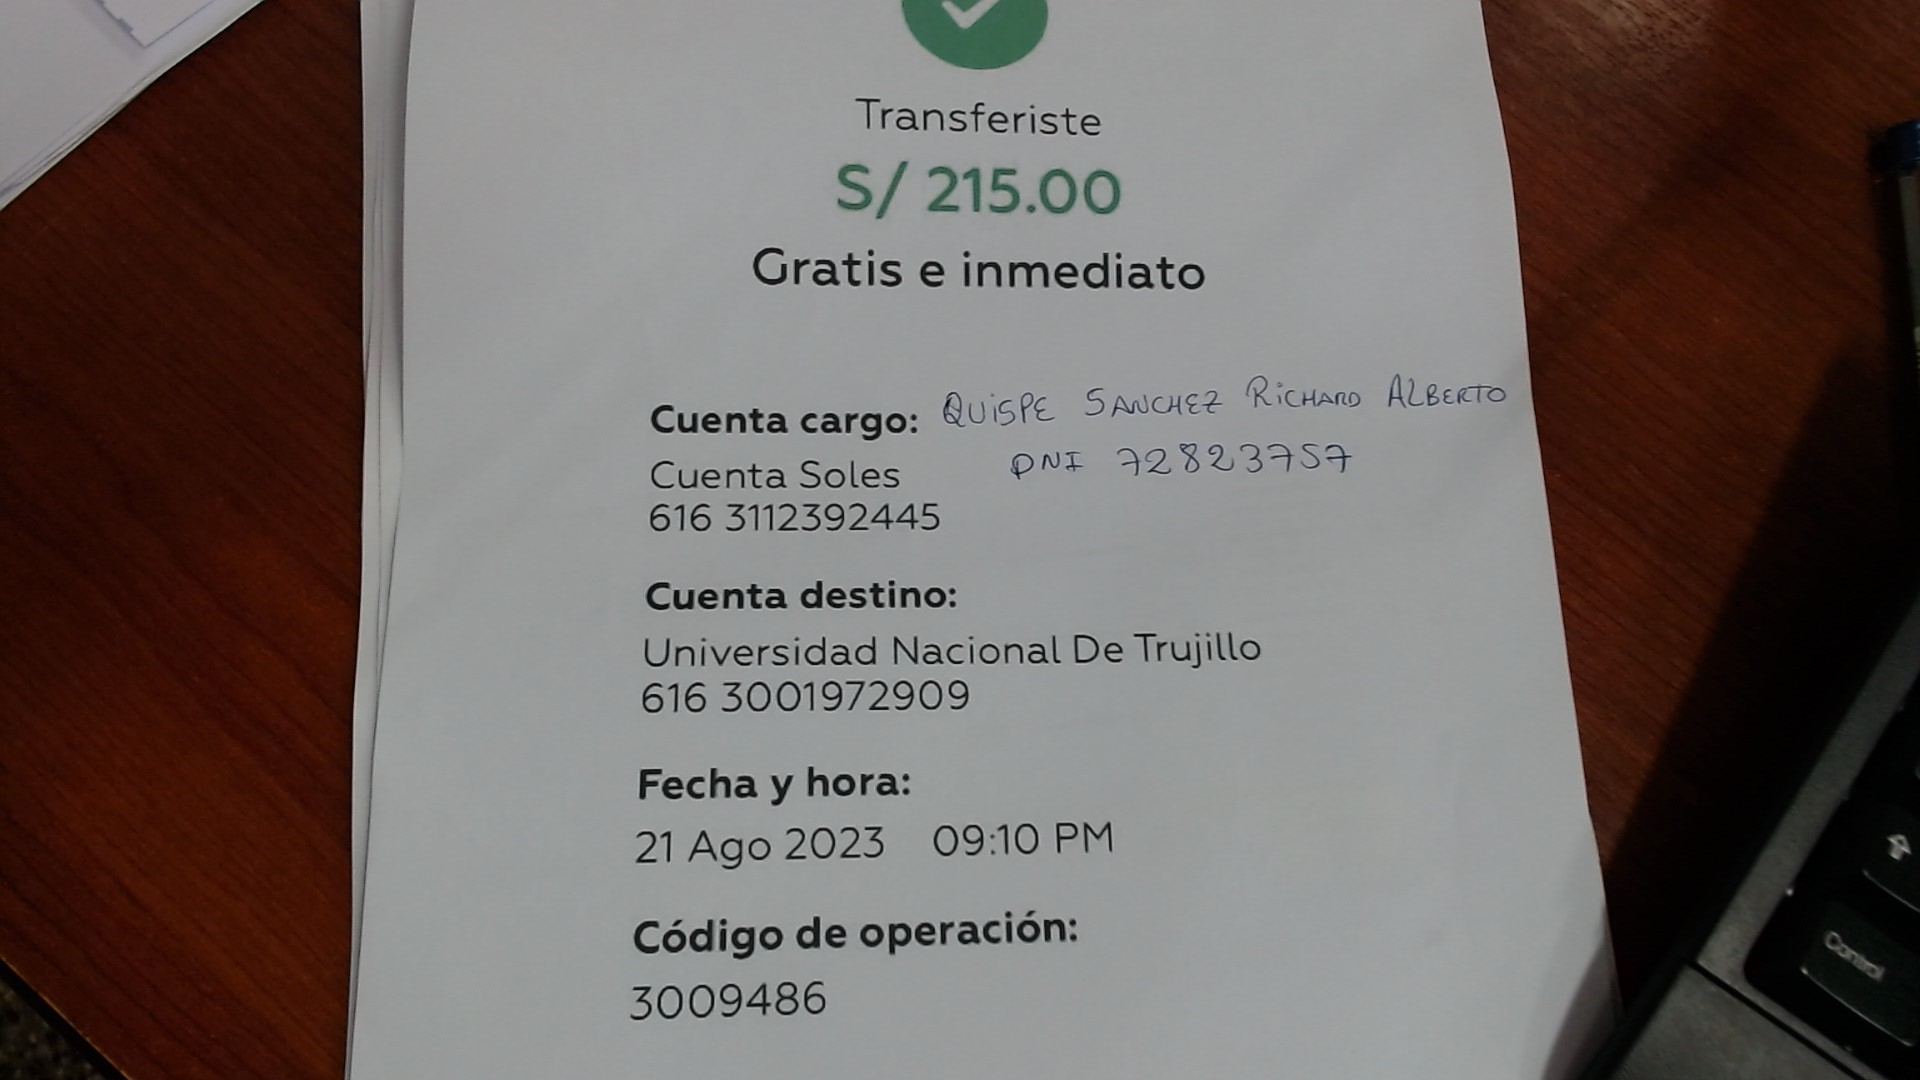 Transferiste
S/ 215.00
Gratis e inmediato
Cuenta cargo: QUISPE SANCHEZ RICHARD ALBERTO
Cuenta Soles DNI 72823757
616 3112392445
Cuenta destino:
Universidad Nacional De Trujillo
616 3001972909
Fecha y hora:
21 Ago 2023 09:10 PM
Código de operación:
3009486
Control